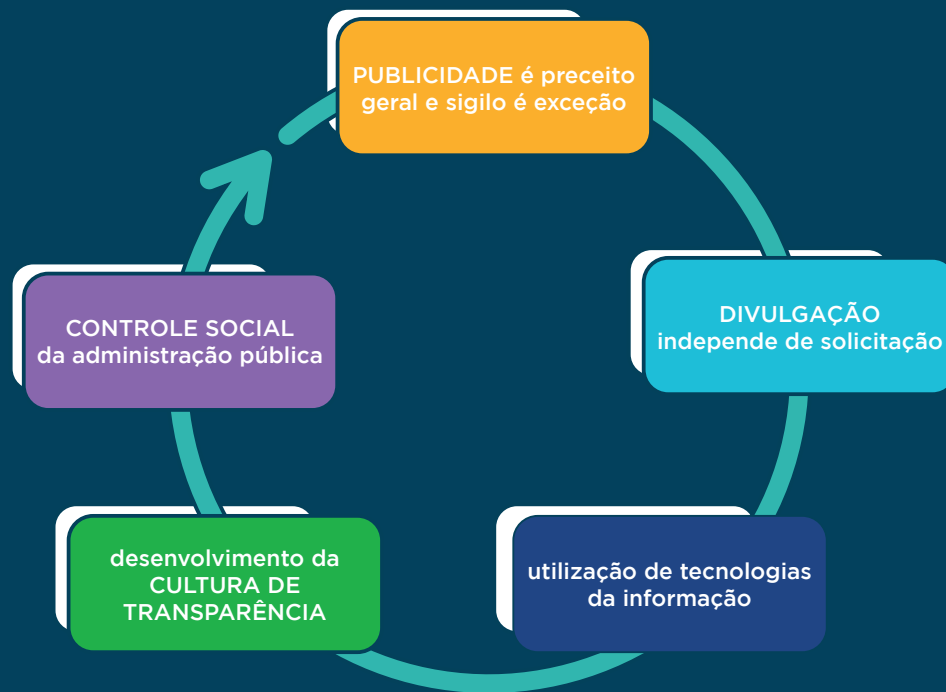 PUBLICIDADE é preceito
geral e sigilo é exceção
DIVULGAÇÃO
independe de solicitação
utilização de tecnologias
da informação
desenvolvimento da
CULTURA DE
TRANSPARÊNCIA
CONTROLE SOCIAL
da administração pública